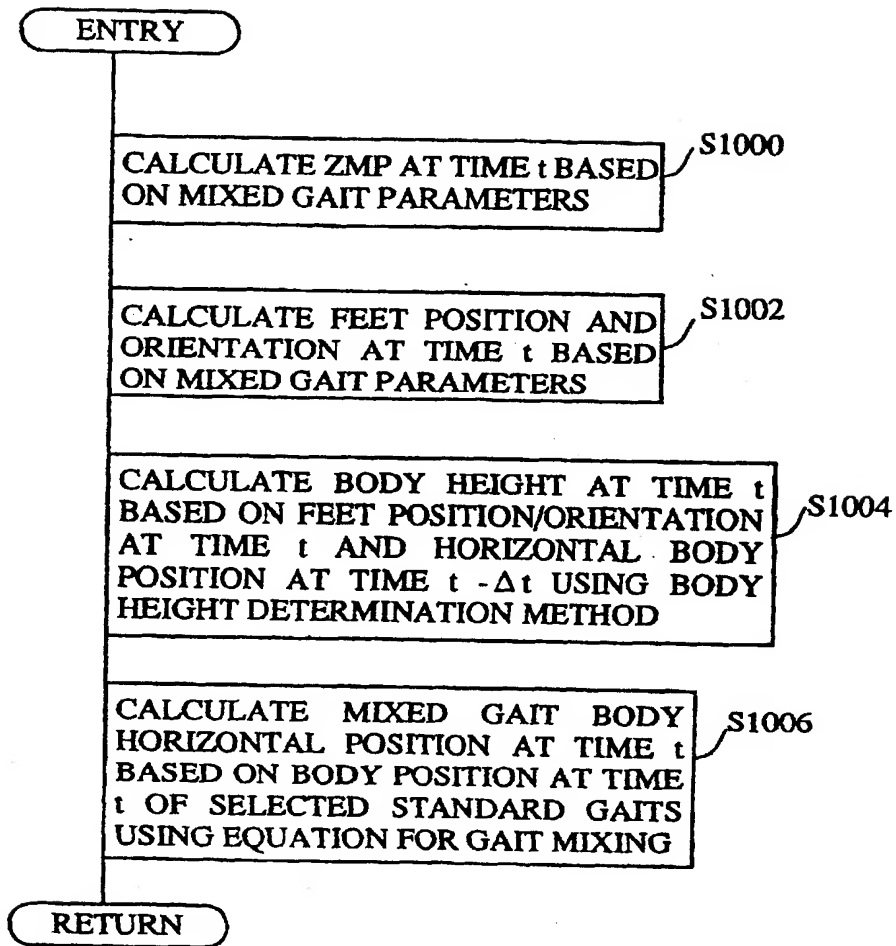 ENTRY
S1000
CALCULATE ZMP AT TIME t BASED
ON MIXED GAIT PARAMETERS
S1002
CALCULATE FEET POSITION AND
ORIENTATION AT TIME t BASED
ON MIXED GAIT PARAMETERS
S1004
CALCULATE BODY HEIGHT AT TIME t
BASED ON FEET POSITION/ORIENTATION
AT TIME t AND HORIZONTAL BODY
POSITION AT TIME t -Δt USING BODY
HEIGHT DETERMINATION METHOD
S1006
CALCULATE MIXED GAIT BODY
HORIZONTAL POSITION AT TIME t
BASED ON BODY POSITION AT TIME
t OF SELECTED STANDARD GAITS
USING EQUATION FOR GAIT MIXING
RETURN